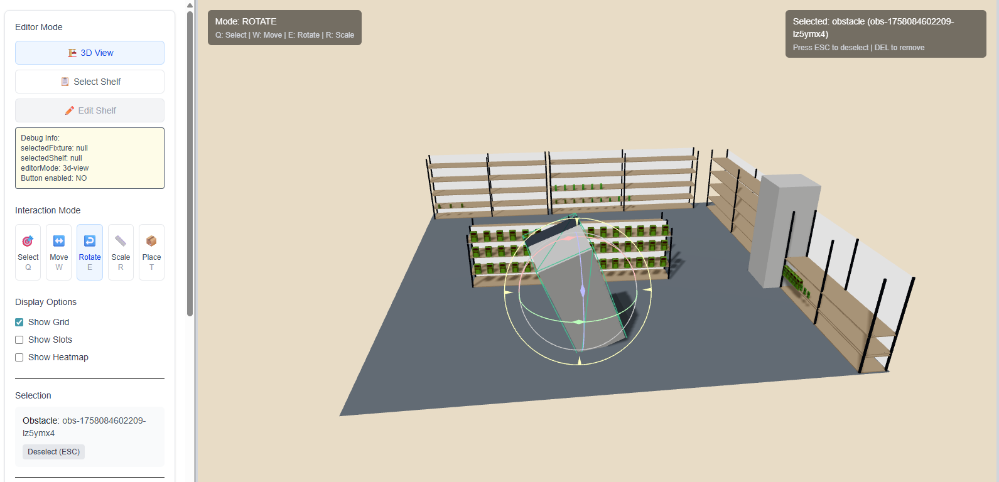 Editor Mode
3D View
Select Shelf
Edit Shelf
Debug Info:
selectedFixture: null
selectedShelf: null
editorMode: 3d-view
Button enabled: NO
Interaction Mode
Select
Q
Move
W
Rotate
E
Scale
R
Place
T
Display Options
Show Grid
Show Slots
Show Heatmap
Selection
Obstacle: obs-1758084602209-
lz5ymx4
Deselect (ESC)
Mode: ROTATE
Q: Select | W: Move | E: Rotate | R: Scale
Selected: obstacle (obs-1758084602209-
lz5ymx4)
Press ESC to deselect | DEL to remove